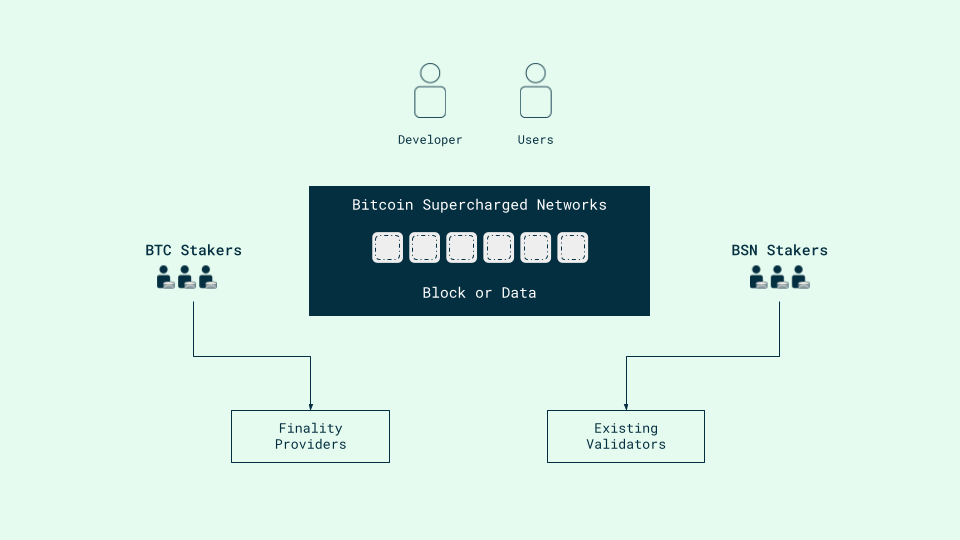 Developer
Users
Bitcoin Supercharged Networks
Block or Data
BTC Stakers
BSN Stakers
Finality
Providers
Existing
Validators